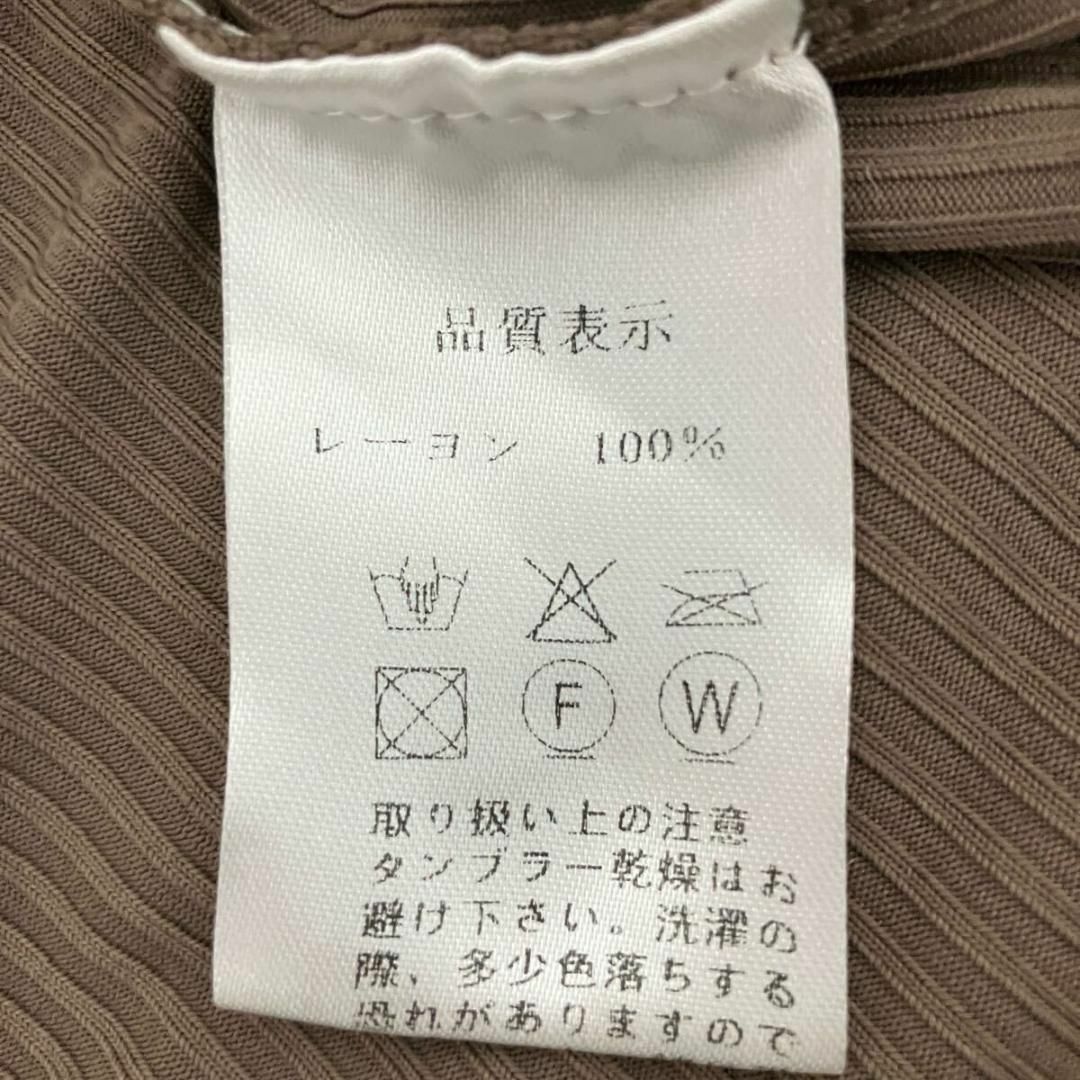 品質表示
レーヨン 100%
F W
取り扱い上の注意
タンブラー乾燥はお
避け下さい。洗濯の
際、多少色落ちする
恐れがありますので